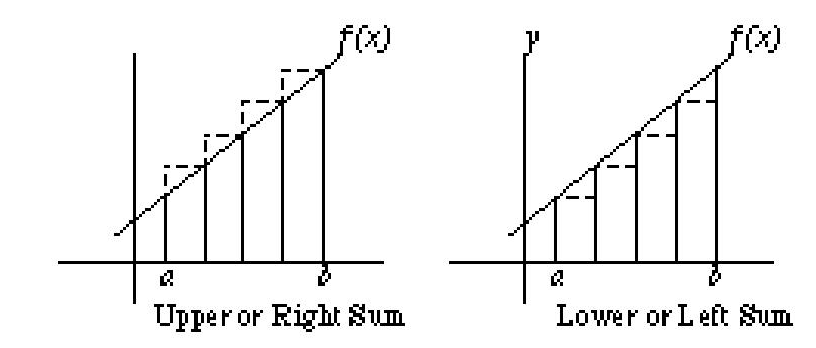 f(x)
a
b
Upper or Right Sum
y
f(x)
a
b
Lower or Left Sum